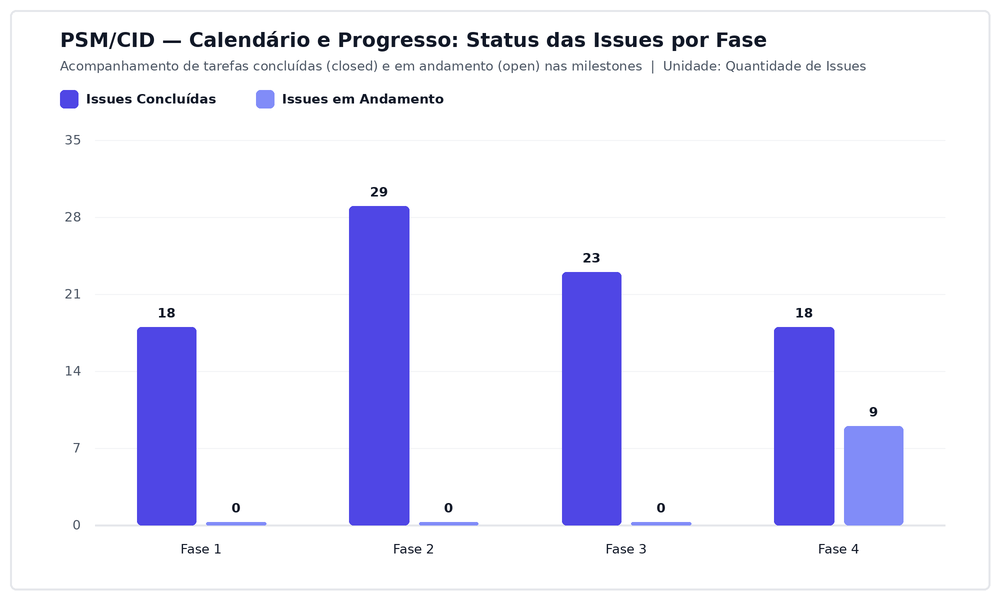 PSM/CID — Calendário e Progresso: Status das Issues por Fase
Acompanhamento de tarefas concluídas (closed) e em andamento (open) nas milestones | Unidade: Quantidade de Issues
Issues Concluídas Issues em Andamento
35
28
21
14
7
0
18 0
29 0
23 0
18 9
Fase 1 Fase 2 Fase 3 Fase 4